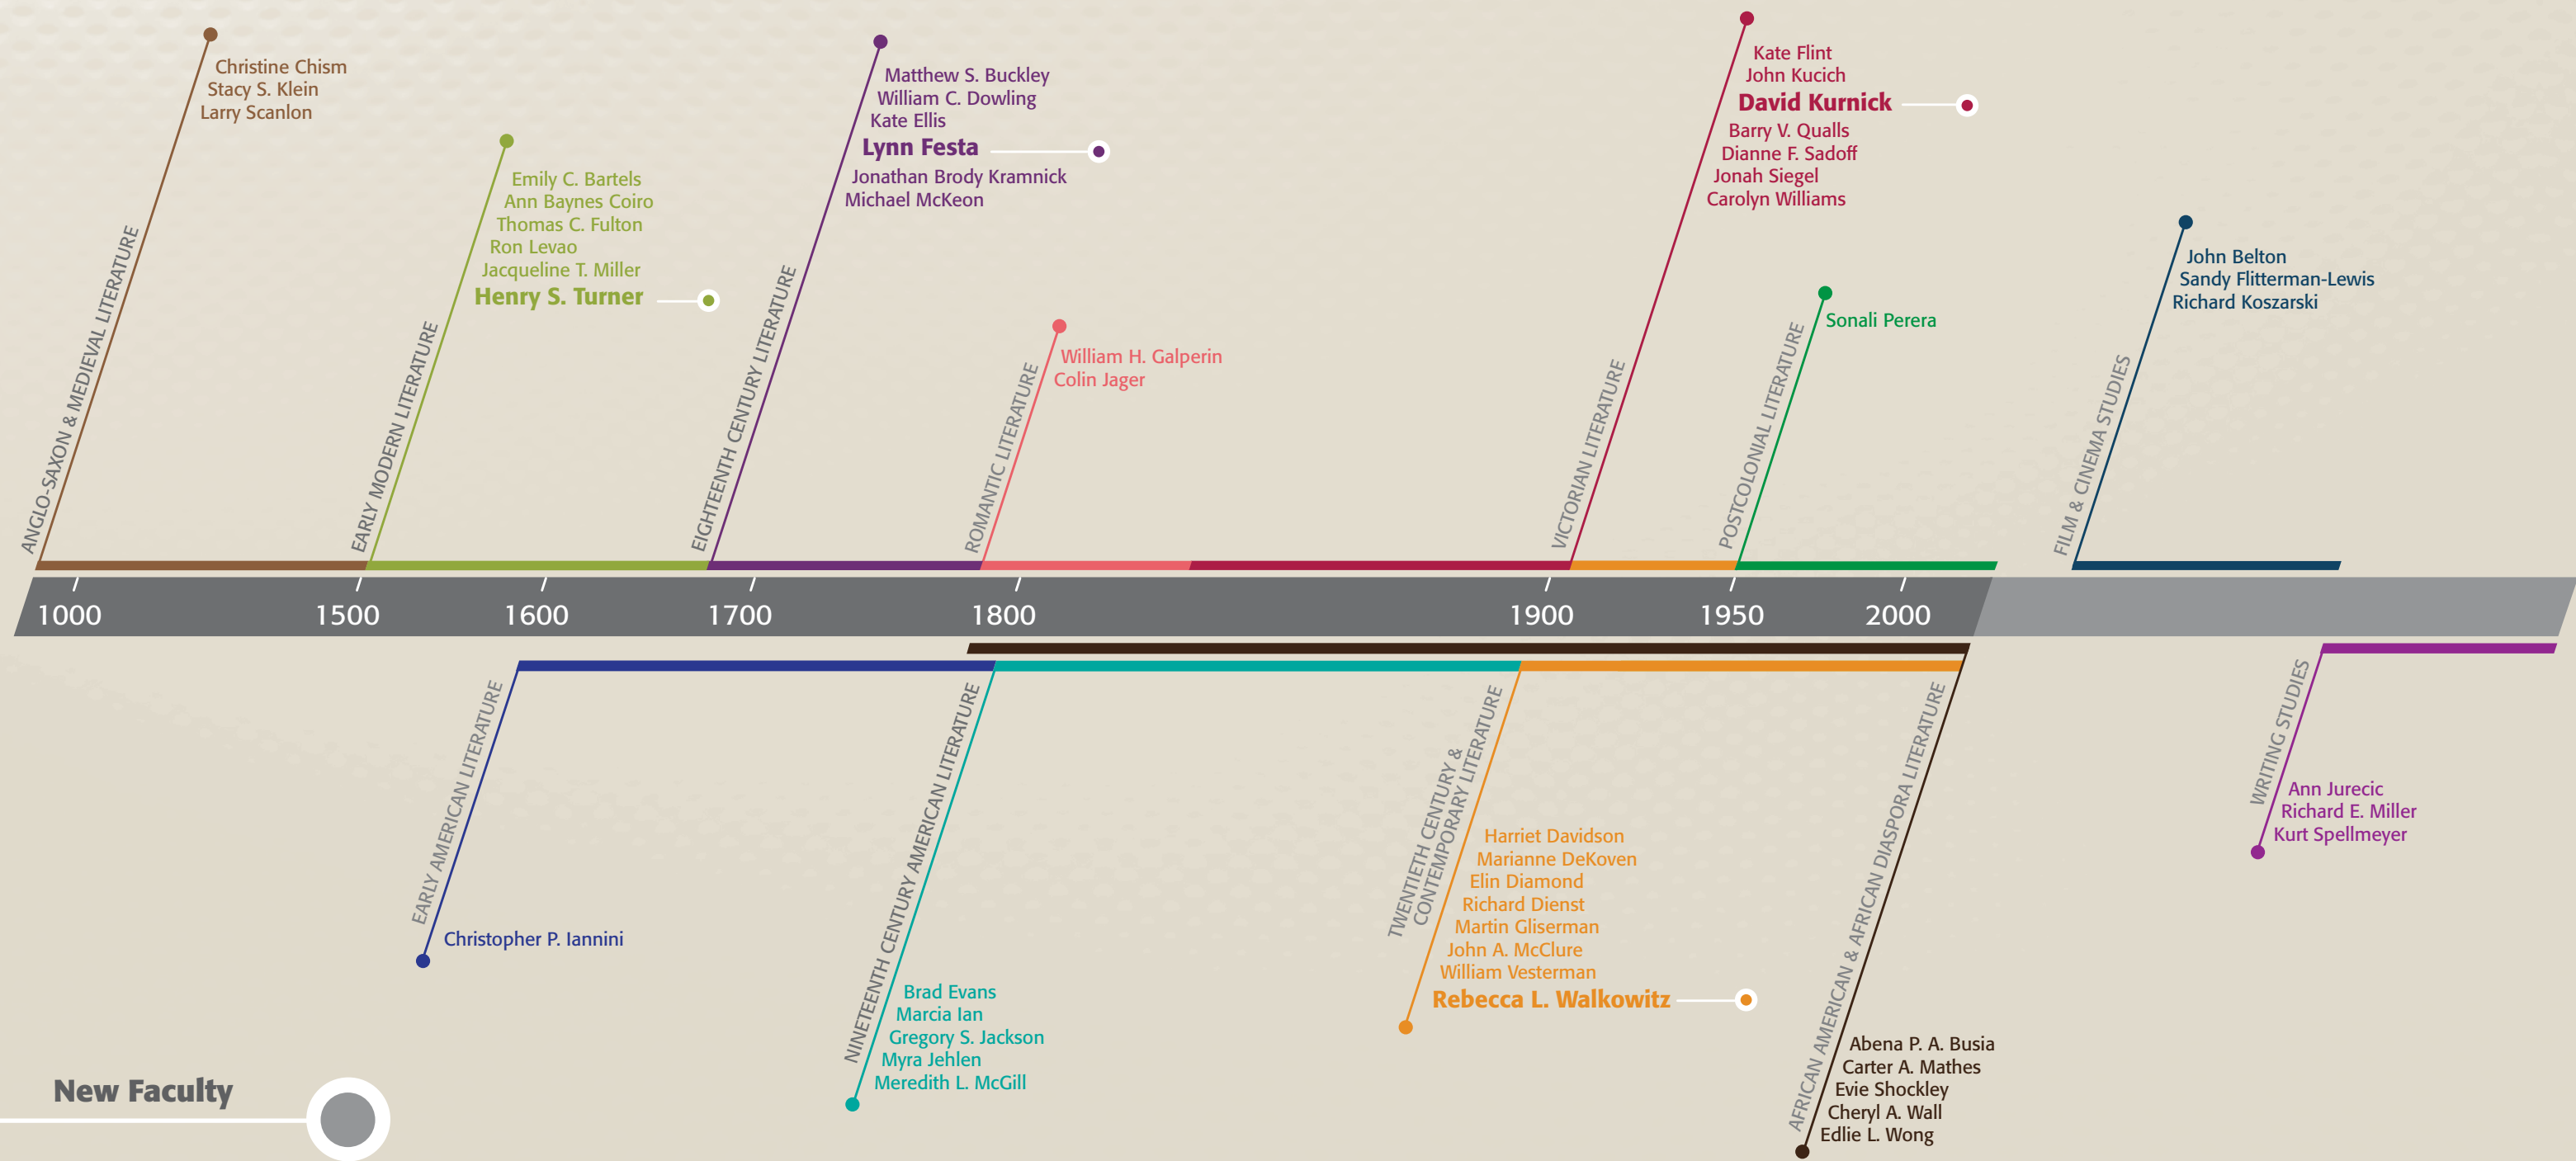 ANGLO-SAXON & MEDIEVAL LITERATURE
Christine Chism
Stacy S. Klein
Larry Scanlon
EARLY MODERN LITERATURE
Emily C. Bartels
Ann Baynes Coiro
Thomas C. Fulton
Ron Levao
Jacqueline T. Miller
Henry S. Turner
EIGHTEENTH CENTURY LITERATURE
Matthew S. Buckley
William C. Dowling
Kate Ellis
Lynn Festa
Jonathan Brody Kramnick
Michael McKeon
ROMANTIC LITERATURE
William H. Galperin
Colin Jager
VICTORIAN LITERATURE
Kate Flint
John Kucich
David Kurnick
Barry V. Qualls
Dianne F. Sadoff
Jonah Siegel
Carolyn Williams
POSTCOLONIAL LITERATURE
Sonali Perera
FILM & CINEMA STUDIES
John Belton
Sandy Flitterman-Lewis
Richard Koszarski
1000 1500 1600 1700 1800 1900 1950 2000
EARLY AMERICAN LITERATURE
Christopher P. Iannini
NINETEENTH CENTURY AMERICAN LITERATURE
Brad Evans
Marcia Ian
Gregory S. Jackson
Myra Jehlen
Meredith L. McGill
TWENTIETH CENTURY &
CONTEMPORARY LITERATURE
Harriet Davidson
Marianne DeKoven
Elin Diamond
Richard Dienst
Martin Gliserman
John A. McClure
William Vesterman
Rebecca L. Walkowitz
AFRICAN AMERICAN & AFRICAN DIASPORA LITERATURE
Abena P. A. Busia
Carter A. Mathes
Evie Shockley
Cheryl A. Wall
Edlie L. Wong
WRITING STUDIES
Ann Jurecic
Richard E. Miller
Kurt Spellmeyer
New Faculty